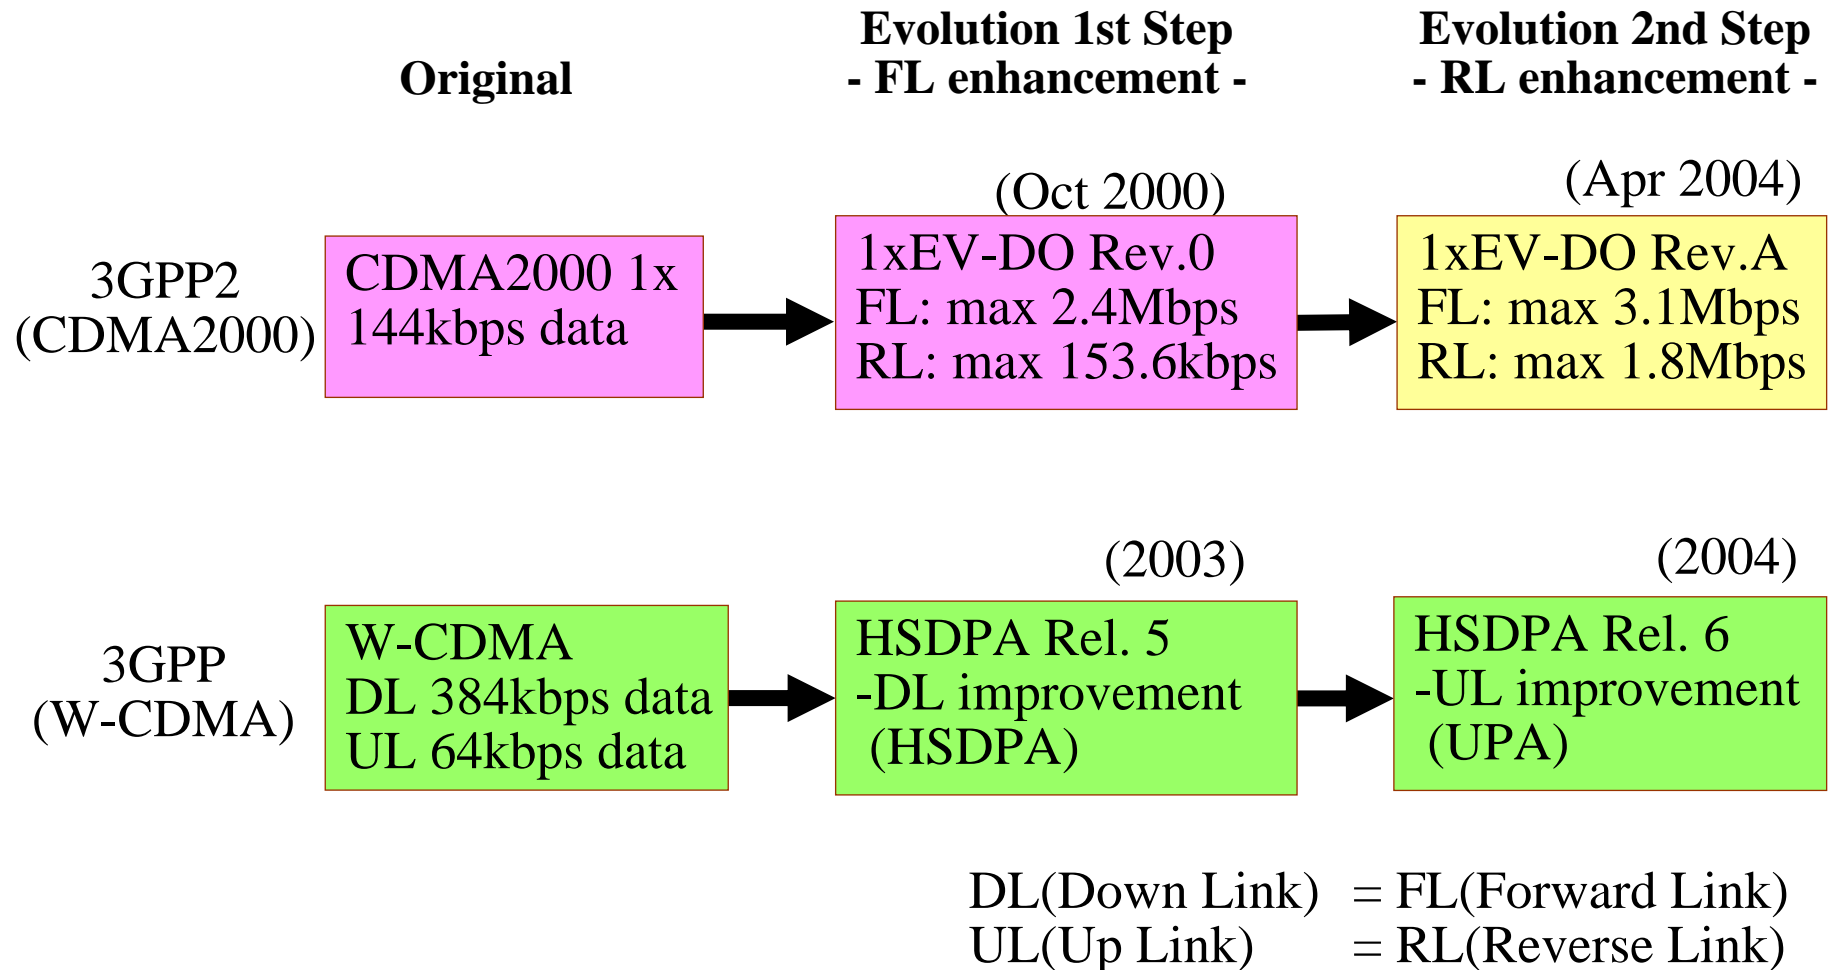 Original
Evolution 1st Step
- FL enhancement -
Evolution 2nd Step
- RL enhancement -
3GPP2
(CDMA2000)
CDMA2000 1x
144kbps data
(Oct 2000)
1xEV-DO Rev.0
FL: max 2.4Mbps
RL: max 153.6kbps
(Apr 2004)
1xEV-DO Rev.A
FL: max 3.1Mbps
RL: max 1.8Mbps
3GPP
(W-CDMA)
W-CDMA
DL 384kbps data
UL 64kbps data
(2003)
HSDPA Rel. 5
-DL improvement
(HSDPA)
(2004)
HSDPA Rel. 6
-UL improvement
(UPA)
DL(Down Link) = FL(Forward Link)
UL(Up Link) = RL(Reverse Link)